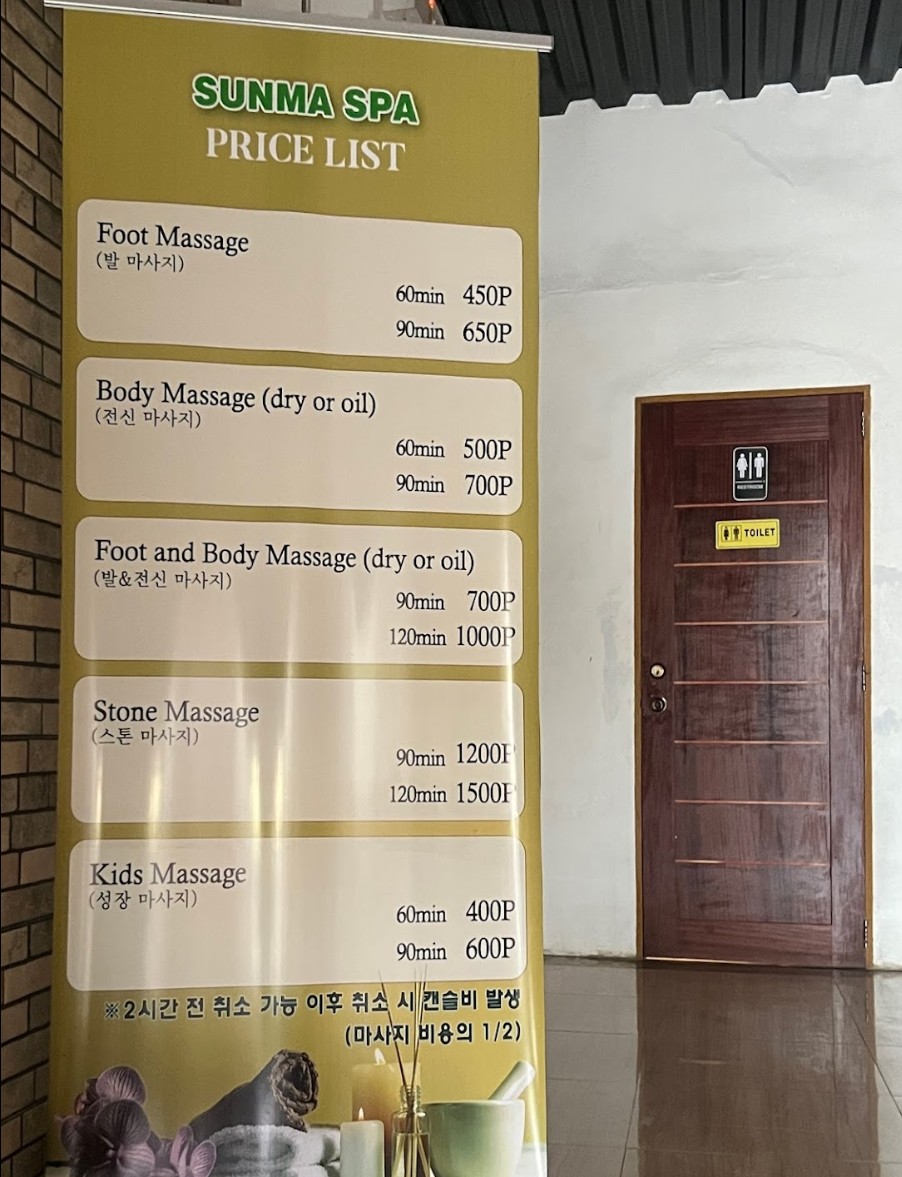 SUNMA SPA
PRICE LIST
Foot Massage
(발 마사지)
60min 450P
90min 650P
Body Massage (dry or oil)
(전신 마사지)
60min 500P
90min 700P
Foot and Body Massage (dry or oil)
(발&전신 마사지)
90min 700P
120min 1000P
Stone Massage
(스톤 마사지)
90min 1200P
120min 1500P
Kids Massage
(성장 마사지)
60min 400P
90min 600P
※2시간 전 취소 가능 이후 취소 시 캔슬비 발생
(마사지 비용의 1/2)
TOILET